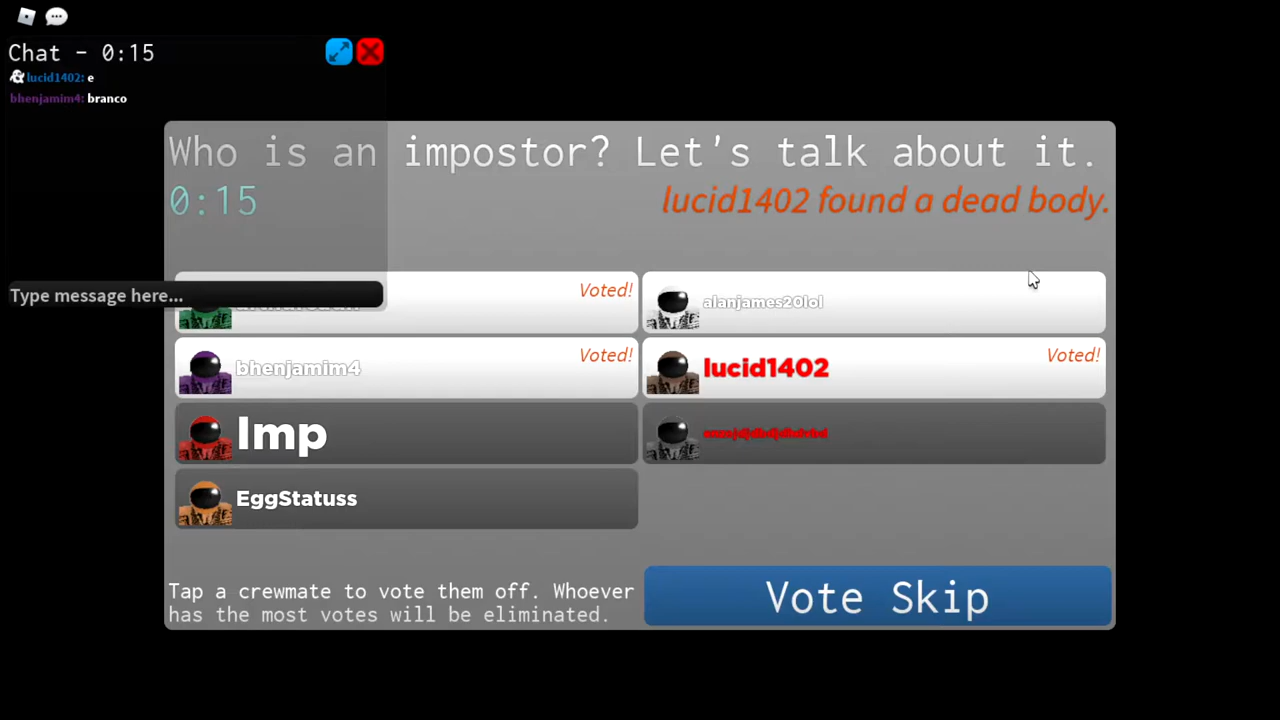 Chat - 0:15
lucid1402: e
bhenjamim4: branco
Who is an impostor? Let's talk about it.
0:15
lucid1402 found a dead body.
Type message here...
Voted!
alanjames20lol
bhenjamim4
Voted!
lucid1402
Voted!
Imp
EggStatuss
Tap a crewmate to vote them off. Whoever
has the most votes will be eliminated.
Vote Skip